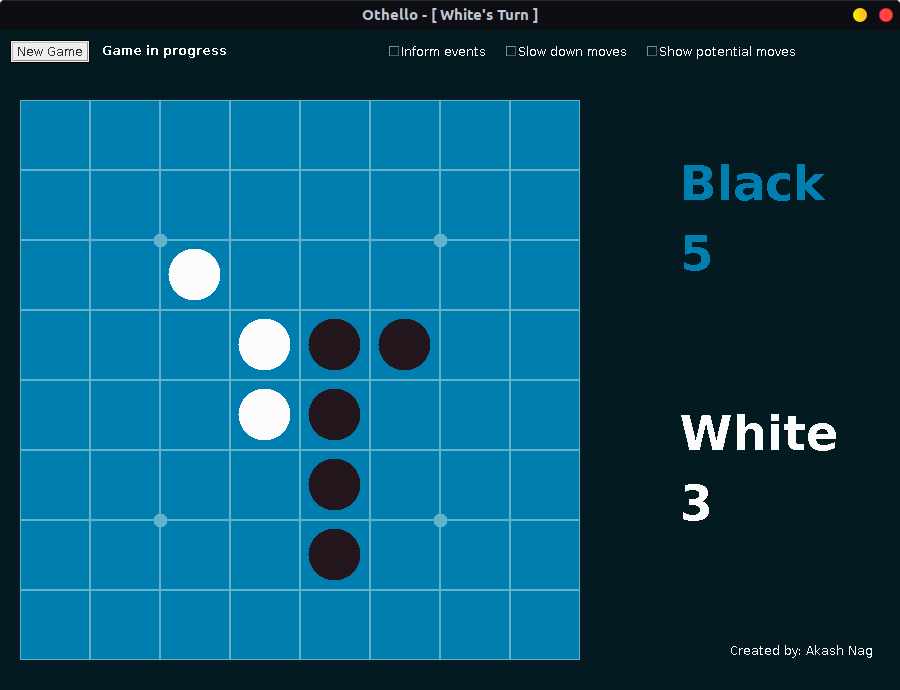 Othello - [ White's Turn ]
New Game Game in progress Inform events Slow down moves Show potential moves
Black
5
White
3
Created by: Akash Nag